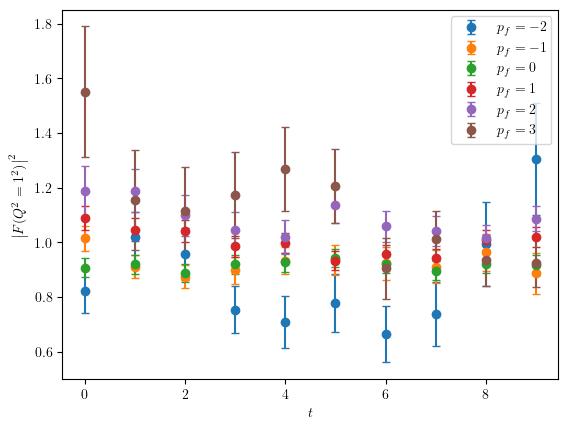 1.8
1.6
1.4
1.2
1.0
0.8
0.6
|F(Q² = 1²)|²
0 2 4 6 8
t
p_f = −2
p_f = −1
p_f = 0
p_f = 1
p_f = 2
p_f = 3